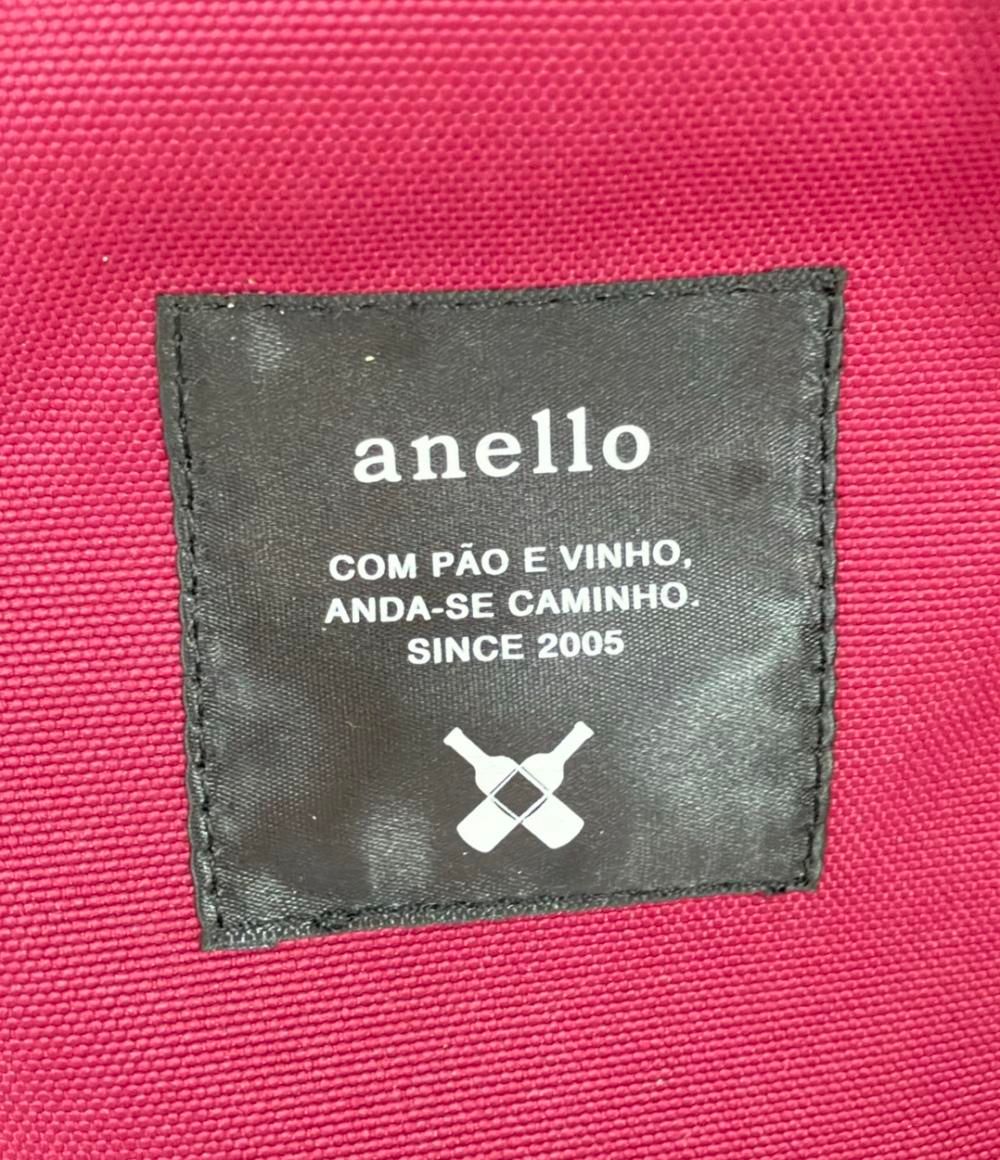 anello
COM PÃO E VINHO,
ANDA-SE CAMINHO.
SINCE 2005